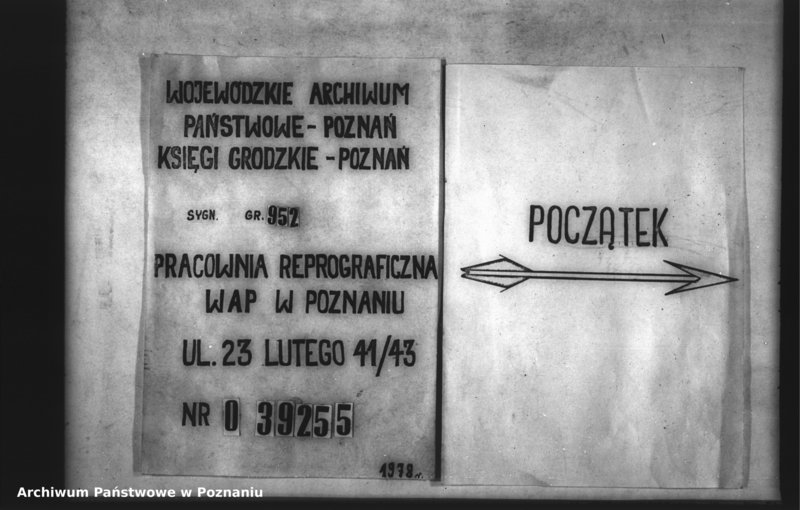 WOJEWÓDZKIE ARCHIWUM
PAŃSTWOWE - POZNAŃ
KSIĘGI GRODZKIE - POZNAŃ
SYGN. GR. 952
PRACOWNIA REPROGRAFICZNA
WAP W POZNANIU
UL. 23 LUTEGO 41/43
NR 0 39255
1978 r.
POCZĄTEK
Archiwum Państwowe w Poznaniu